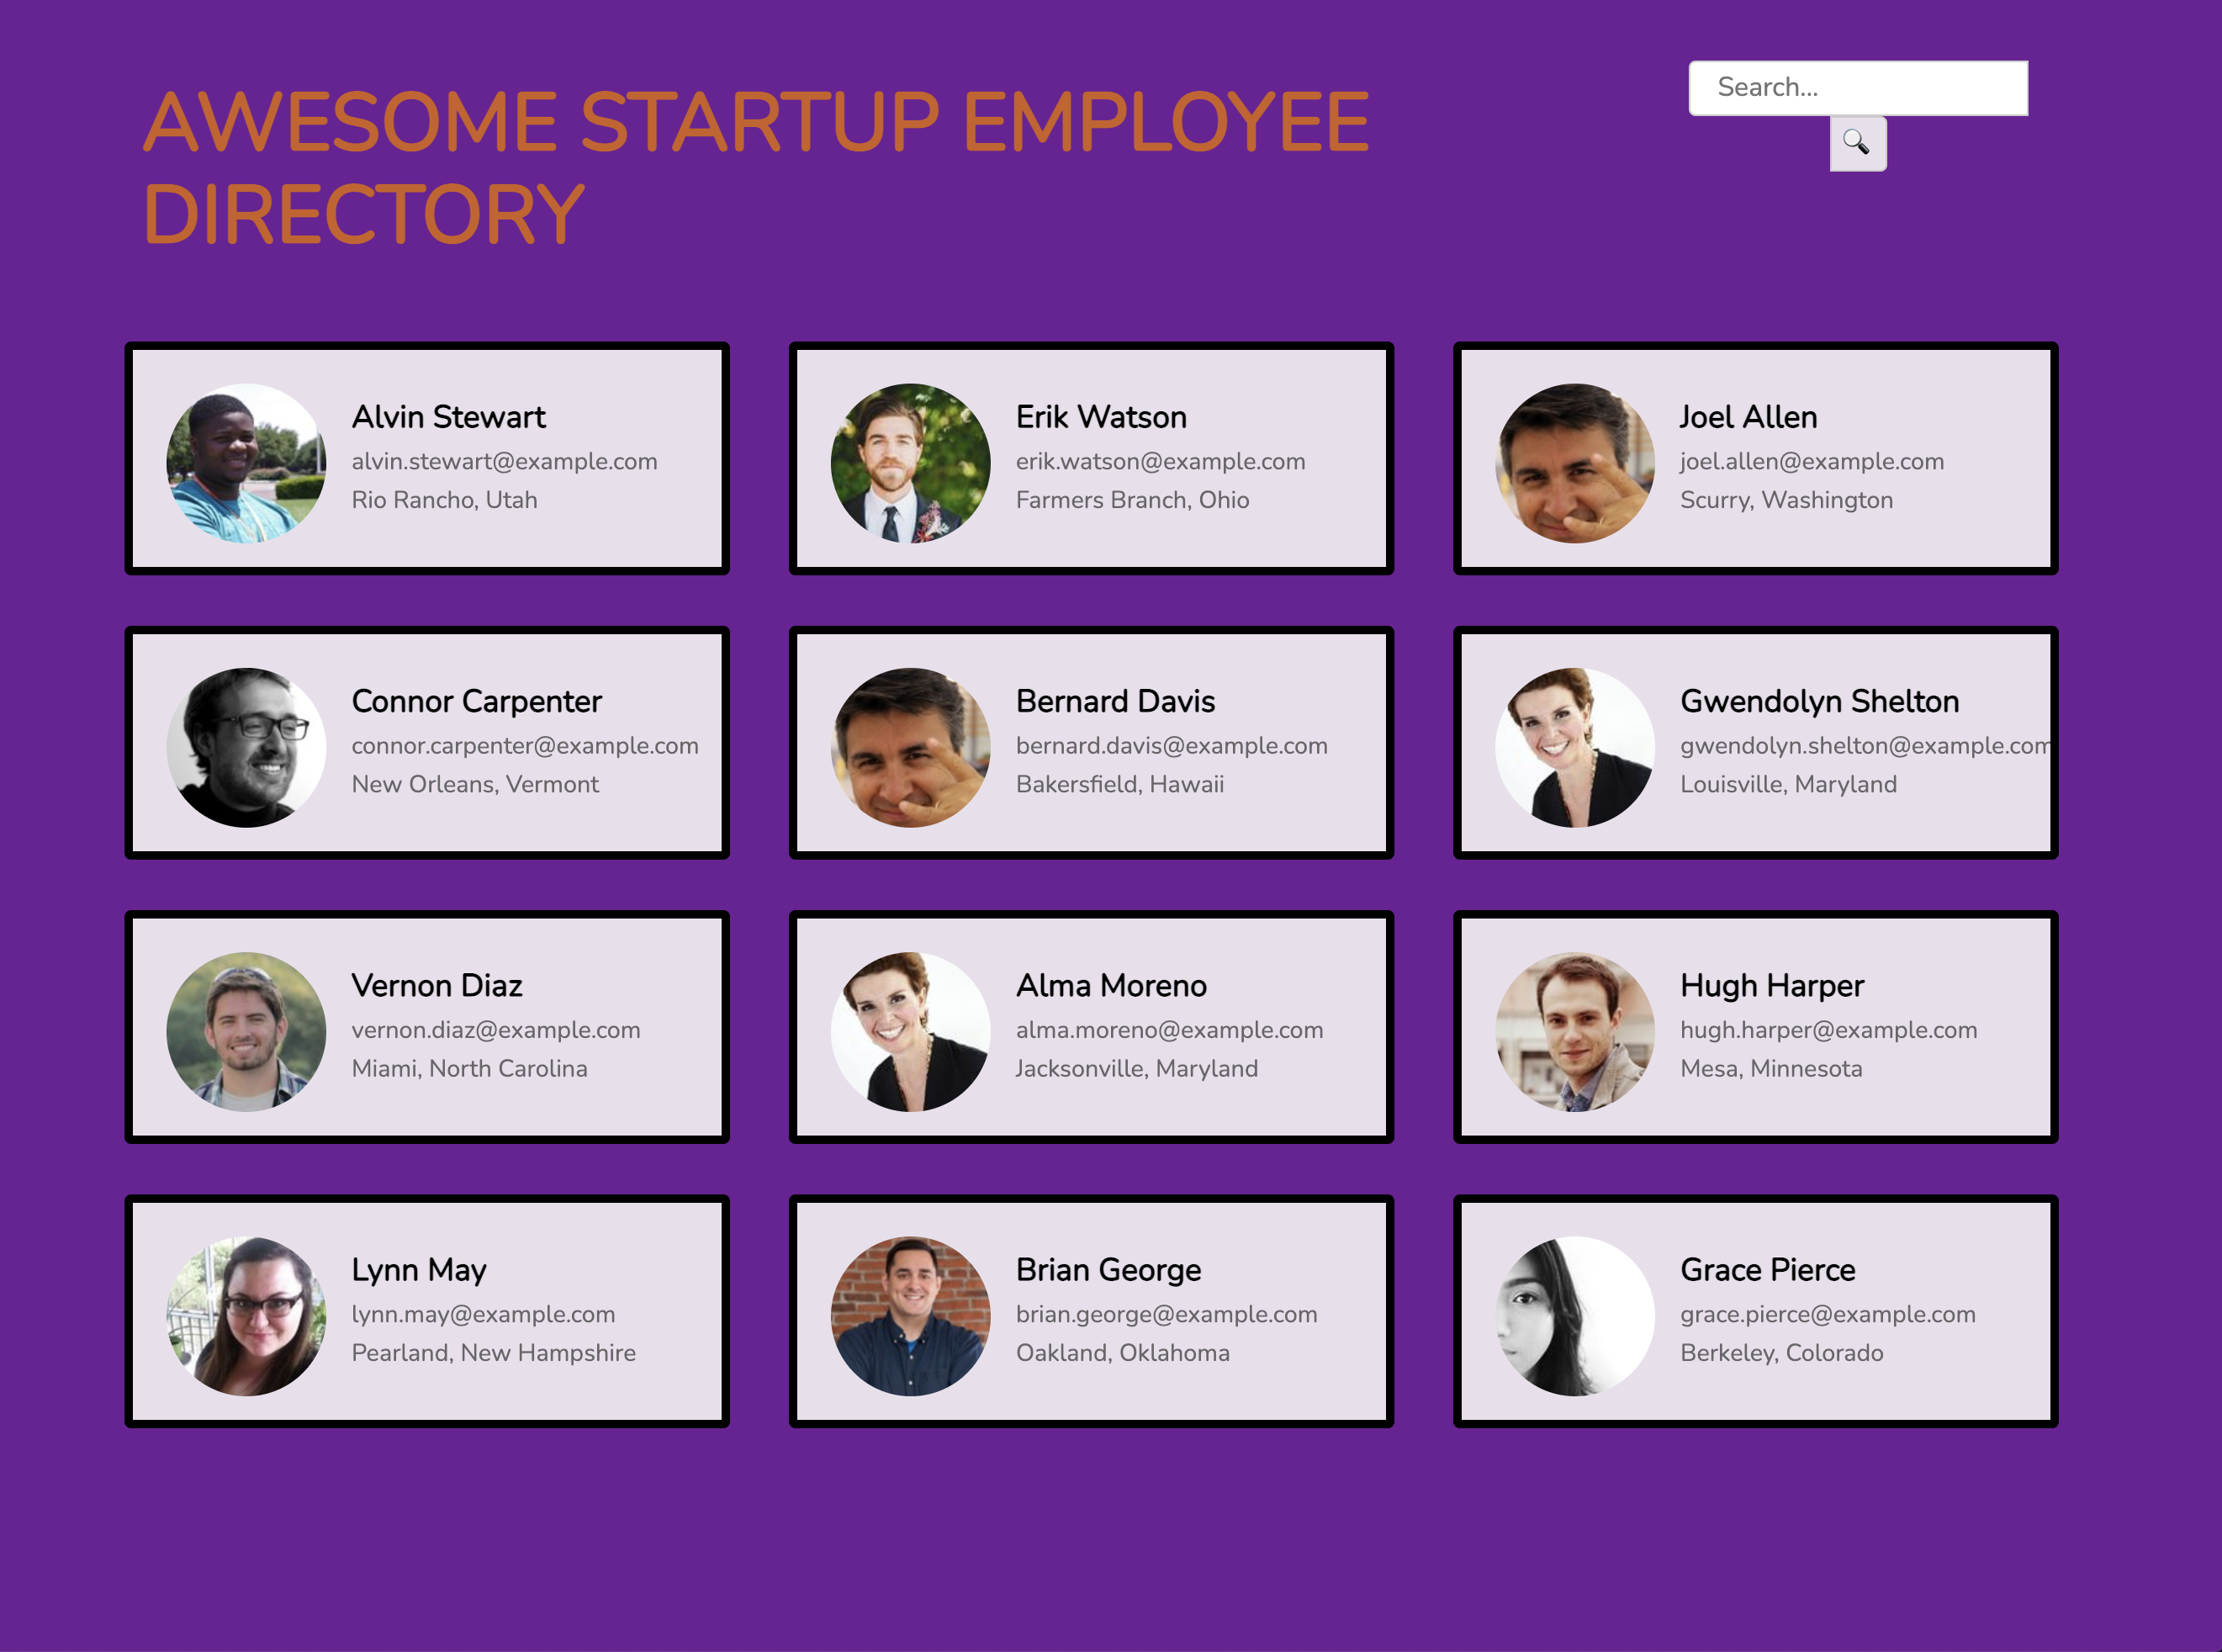 AWESOME STARTUP EMPLOYEE
DIRECTORY
Search...
Alvin Stewart
alvin.stewart@example.com
Rio Rancho, Utah
Erik Watson
erik.watson@example.com
Farmers Branch, Ohio
Joel Allen
joel.allen@example.com
Scurry, Washington
Connor Carpenter
connor.carpenter@example.com
New Orleans, Vermont
Bernard Davis
bernard.davis@example.com
Bakersfield, Hawaii
Gwendolyn Shelton
gwendolyn.shelton@example.com
Louisville, Maryland
Vernon Diaz
vernon.diaz@example.com
Miami, North Carolina
Alma Moreno
alma.moreno@example.com
Jacksonville, Maryland
Hugh Harper
hugh.harper@example.com
Mesa, Minnesota
Lynn May
lynn.may@example.com
Pearland, New Hampshire
Brian George
brian.george@example.com
Oakland, Oklahoma
Grace Pierce
grace.pierce@example.com
Berkeley, Colorado